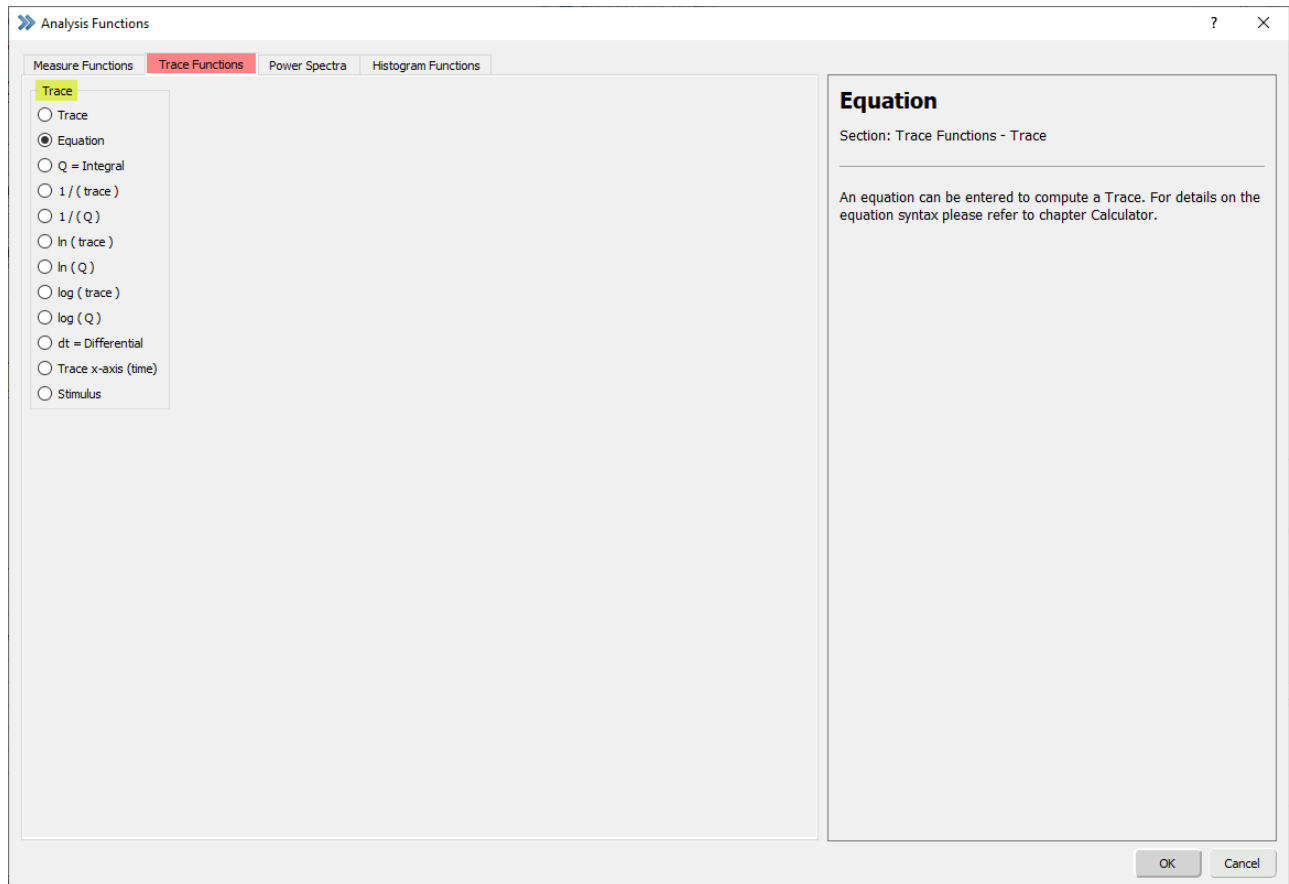 Analysis Functions
? ×
Measure Functions Trace Functions Power Spectra Histogram Functions
Trace
Trace
Equation
Q = Integral
1 / ( trace )
1 / ( Q )
ln ( trace )
ln ( Q )
log ( trace )
log ( Q )
dt = Differential
Trace x-axis (time)
Stimulus
Equation
Section: Trace Functions - Trace
An equation can be entered to compute a Trace. For details on the
equation syntax please refer to chapter Calculator.
OK Cancel